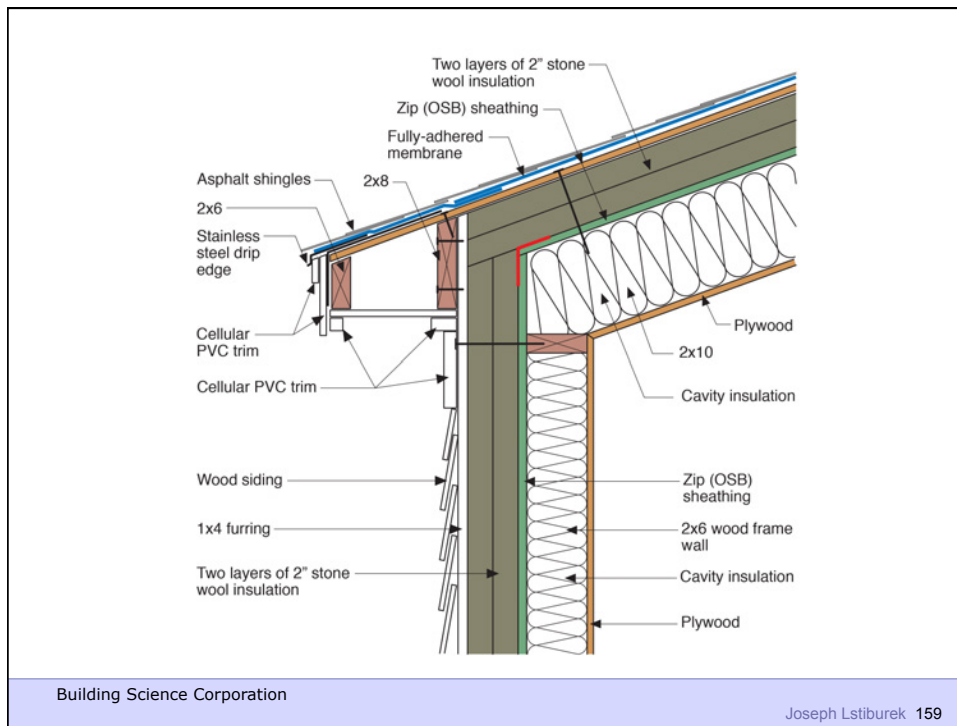 Two layers of 2" stone
wool insulation
Zip (OSB) sheathing
Fully-adhered
membrane
Asphalt shingles
2x8
2x6
Stainless
steel drip
edge
Cellular
PVC trim
Cellular PVC trim
Plywood
2x10
Cavity insulation
Wood siding
1x4 furring
Two layers of 2" stone
wool insulation
Zip (OSB)
sheathing
2x6 wood frame
wall
Cavity insulation
Plywood
Building Science Corporation
Joseph Lstiburek 159